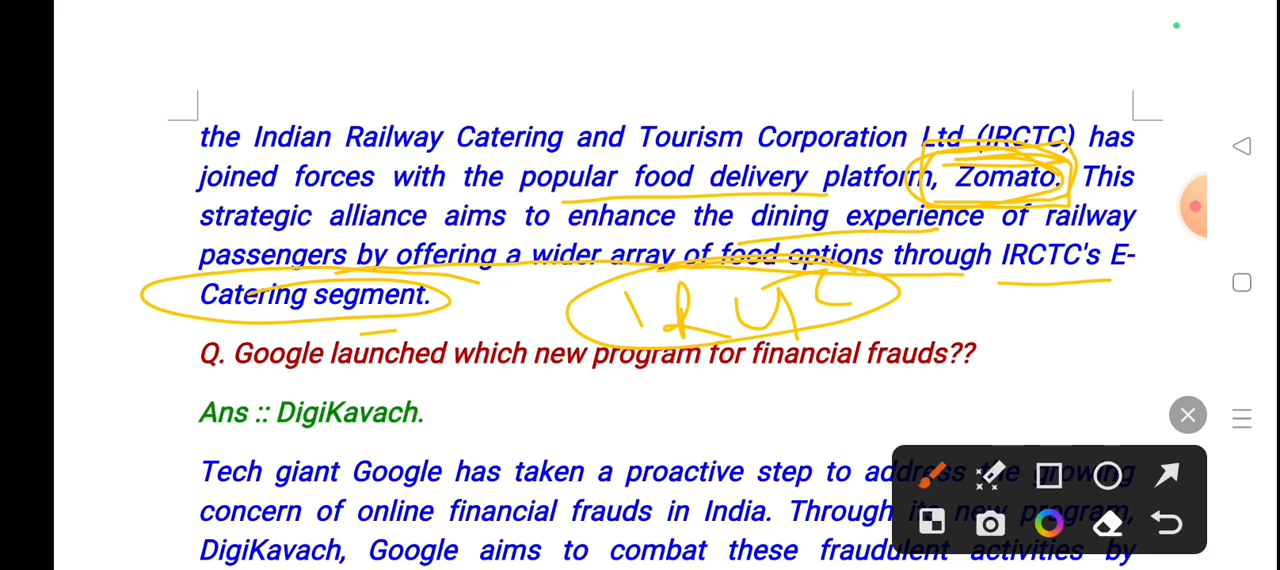 the Indian Railway Catering and Tourism Corporation Ltd (IRCTC) has
joined forces with the popular food delivery platform, Zomato. This
strategic alliance aims to enhance the dining experience of railway
passengers by offering a wider array of food options through IRCTC's E-
Catering segment.
Q. Google launched which new program for financial frauds??
Ans :: DigiKavach.
Tech giant Google has taken a proactive step to address the growing
concern of online financial frauds in India. Through its new program,
DigiKavach, Google aims to combat these fraudulent activities by